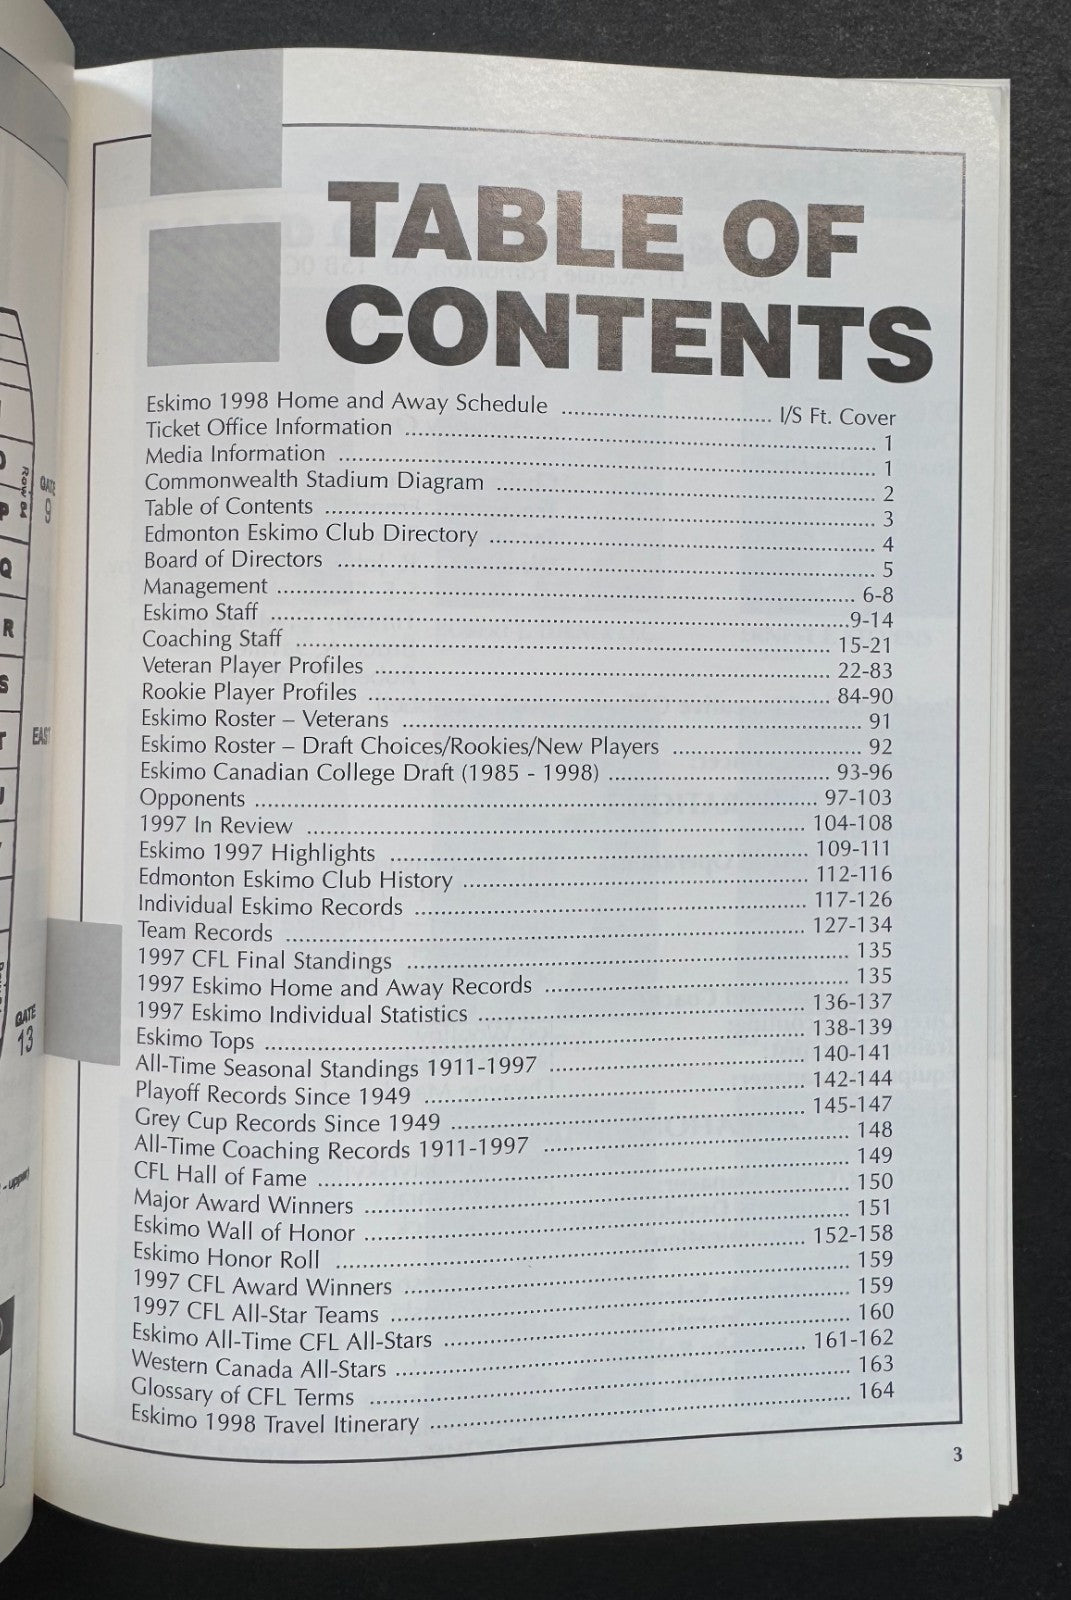 Row 64
P
Q
R
S
GATE
9
EAST
GATE
13
TABLE OF
CONTENTS
Eskimo 1998 Home and Away Schedule ........ I/S Ft. Cover
Ticket Office Information ........ 1
Media Information ........ 1
Commonwealth Stadium Diagram ........ 2
Table of Contents ........ 3
Edmonton Eskimo Club Directory ........ 4
Board of Directors ........ 5
Management ........ 6-8
Eskimo Staff ........ 9-14
Coaching Staff ........ 15-21
Veteran Player Profiles ........ 22-83
Rookie Player Profiles ........ 84-90
Eskimo Roster – Veterans ........ 91
Eskimo Roster – Draft Choices/Rookies/New Players ........ 92
Eskimo Canadian College Draft (1985 - 1998) ........ 93-96
Opponents ........ 97-103
1997 In Review ........ 104-108
Eskimo 1997 Highlights ........ 109-111
Edmonton Eskimo Club History ........ 112-116
Individual Eskimo Records ........ 117-126
Team Records ........ 127-134
1997 CFL Final Standings ........ 135
1997 Eskimo Home and Away Records ........ 135
1997 Eskimo Individual Statistics ........ 136-137
Eskimo Tops ........ 138-139
All-Time Seasonal Standings 1911-1997 ........ 140-141
Playoff Records Since 1949 ........ 142-144
Grey Cup Records Since 1949 ........ 145-147
All-Time Coaching Records 1911-1997 ........ 148
CFL Hall of Fame ........ 149
Major Award Winners ........ 150
Eskimo Wall of Honor ........ 151
Eskimo Honor Roll ........ 152-158
1997 CFL Award Winners ........ 159
1997 CFL All-Star Teams ........ 159
Eskimo All-Time CFL All-Stars ........ 160
Western Canada All-Stars ........ 161-162
Glossary of CFL Terms ........ 163
Eskimo 1998 Travel Itinerary ........ 164
3